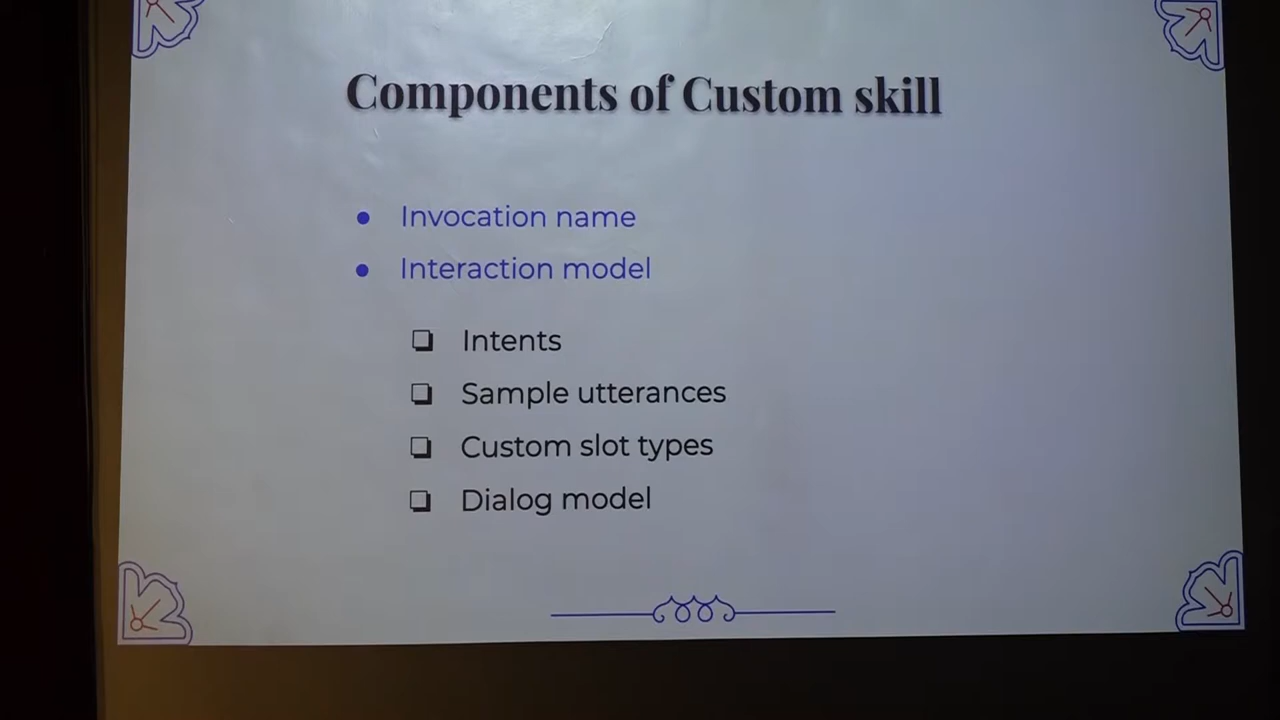 Components of Custom skill
Invocation name
Interaction model
Intents
Sample utterances
Custom slot types
Dialog model